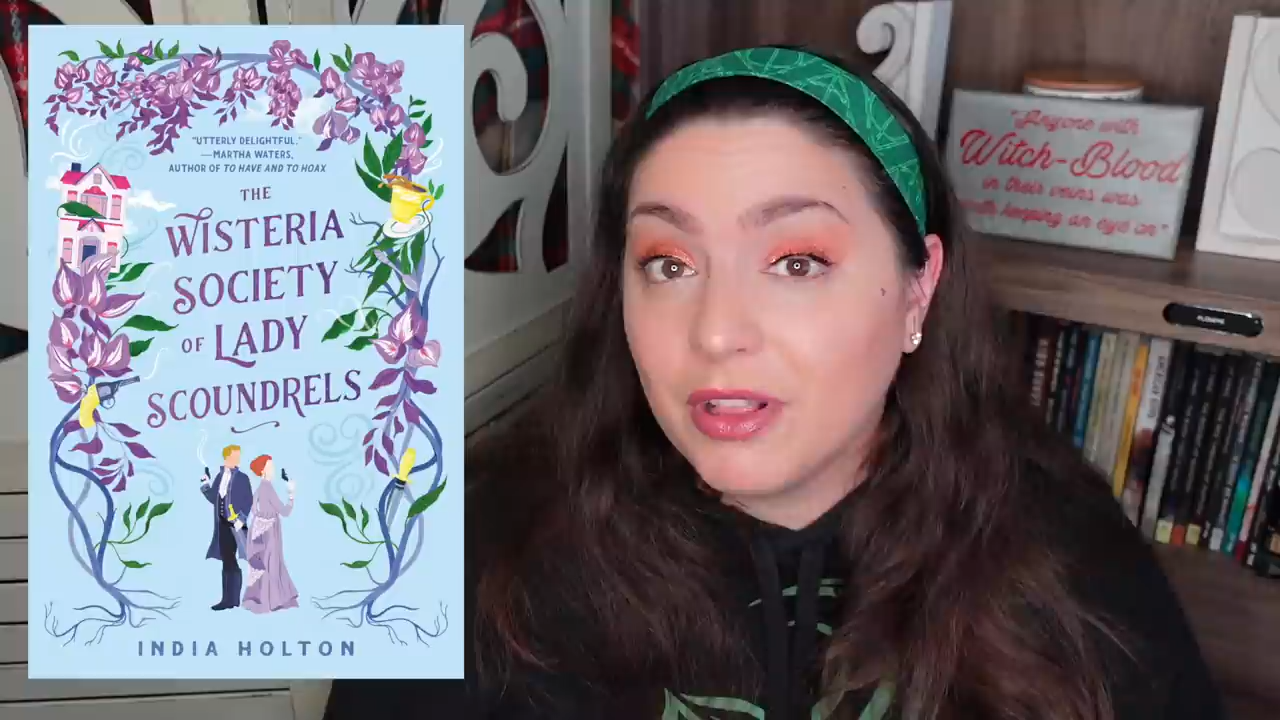 "UTTERLY DELIGHTFUL."
—MARTHA WATERS,
AUTHOR OF TO HAVE AND TO HOAX
THE
WISTERIA
SOCIETY
OF LADY
SCOUNDRELS
INDIA HOLTON
"Anyone with
Witch-Blood
in their veins was
worth keeping an eye on"